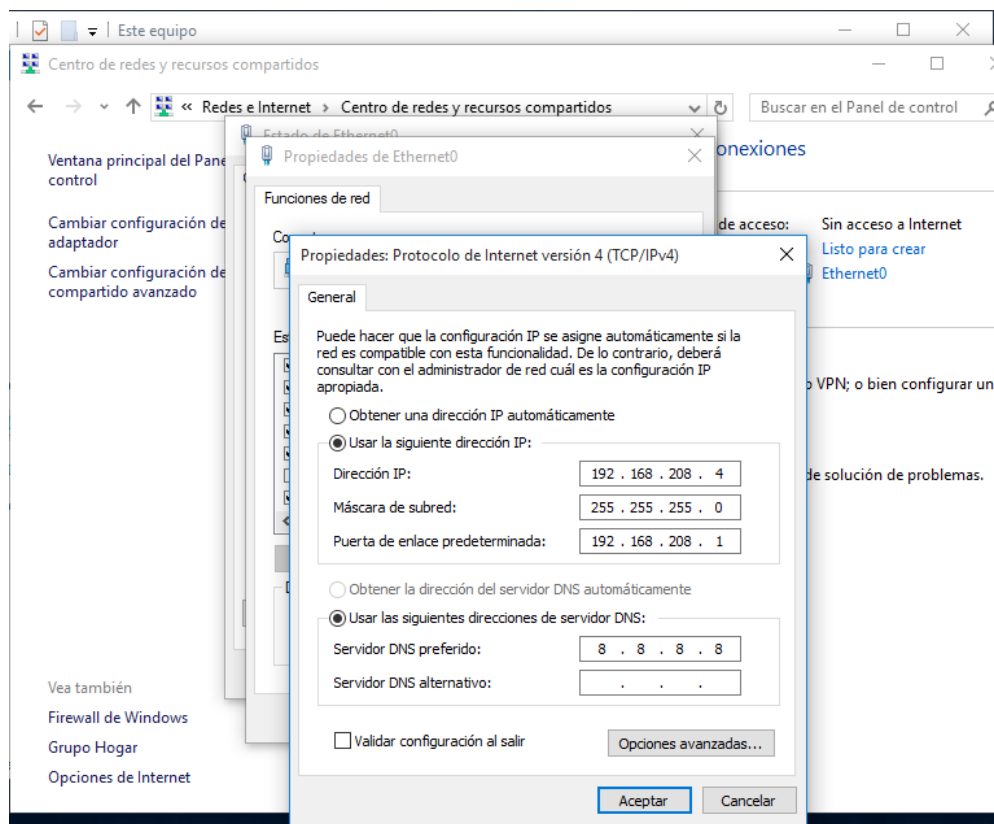 Este equipo
Centro de redes y recursos compartidos
« Redes e Internet › Centro de redes y recursos compartidos
Buscar en el Panel de control
Estado de Ethernet0
Propiedades de Ethernet0
Ventana principal del Pane
control
onexiones
Funciones de red
Cambiar configuración de
adaptador
de acceso: Sin acceso a Internet
Listo para crear
Ethernet0
Cambiar configuración de
compartido avanzado
Propiedades: Protocolo de Internet versión 4 (TCP/IPv4)
General
Puede hacer que la configuración IP se asigne automáticamente si la
red es compatible con esta funcionalidad. De lo contrario, deberá
consultar con el administrador de red cuál es la configuración IP
apropiada.
Obtener una dirección IP automáticamente
Usar la siguiente dirección IP:
Dirección IP: 192 . 168 . 208 . 4
Máscara de subred: 255 . 255 . 255 . 0
Puerta de enlace predeterminada: 192 . 168 . 208 . 1
Obtener la dirección del servidor DNS automáticamente
Usar las siguientes direcciones de servidor DNS:
Servidor DNS preferido: 8 . 8 . 8 . 8
Servidor DNS alternativo: . . .
Validar configuración al salir
Opciones avanzadas...
Aceptar
Cancelar
VPN; o bien configurar un
de solución de problemas.
Vea también
Firewall de Windows
Grupo Hogar
Opciones de Internet